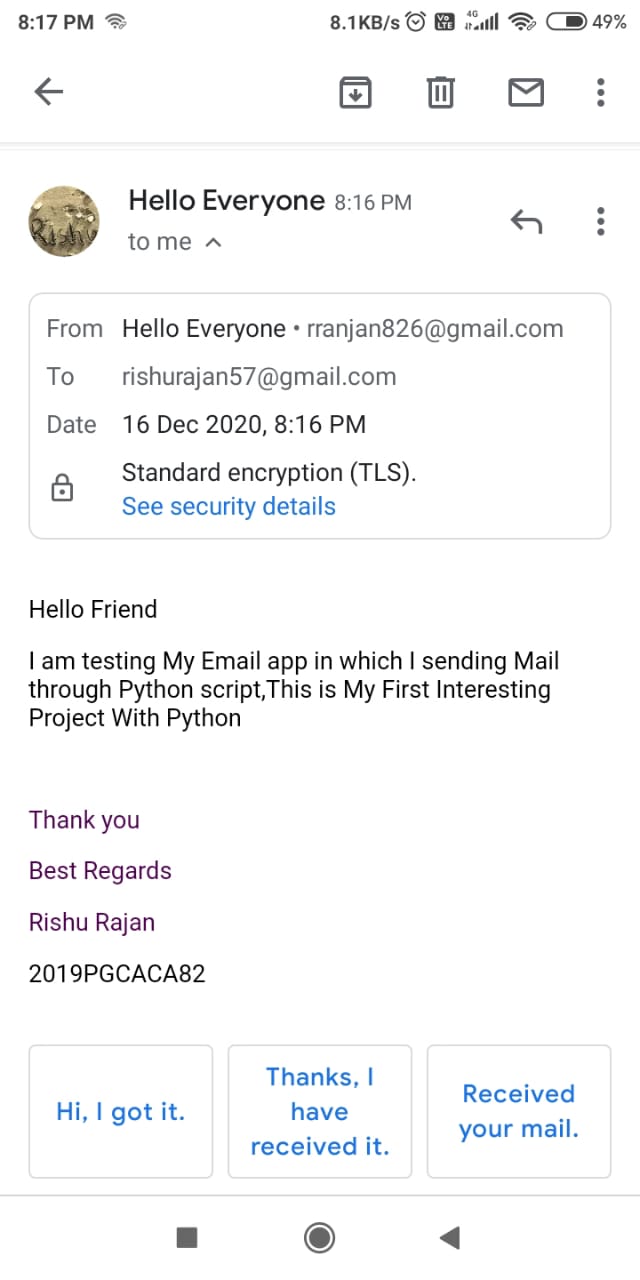 8:17 PM 8.1KB/s Vo LTE 4G 49%
Hello Everyone 8:16 PM
to me
From Hello Everyone • rranjan826@gmail.com
To rishurajan57@gmail.com
Date 16 Dec 2020, 8:16 PM
Standard encryption (TLS).
See security details
Hello Friend
I am testing My Email app in which I sending Mail
through Python script,This is My First Interesting
Project With Python
Thank you
Best Regards
Rishu Rajan
2019PGCACA82
Hi, I got it.
Thanks, I
have
received it.
Received
your mail.